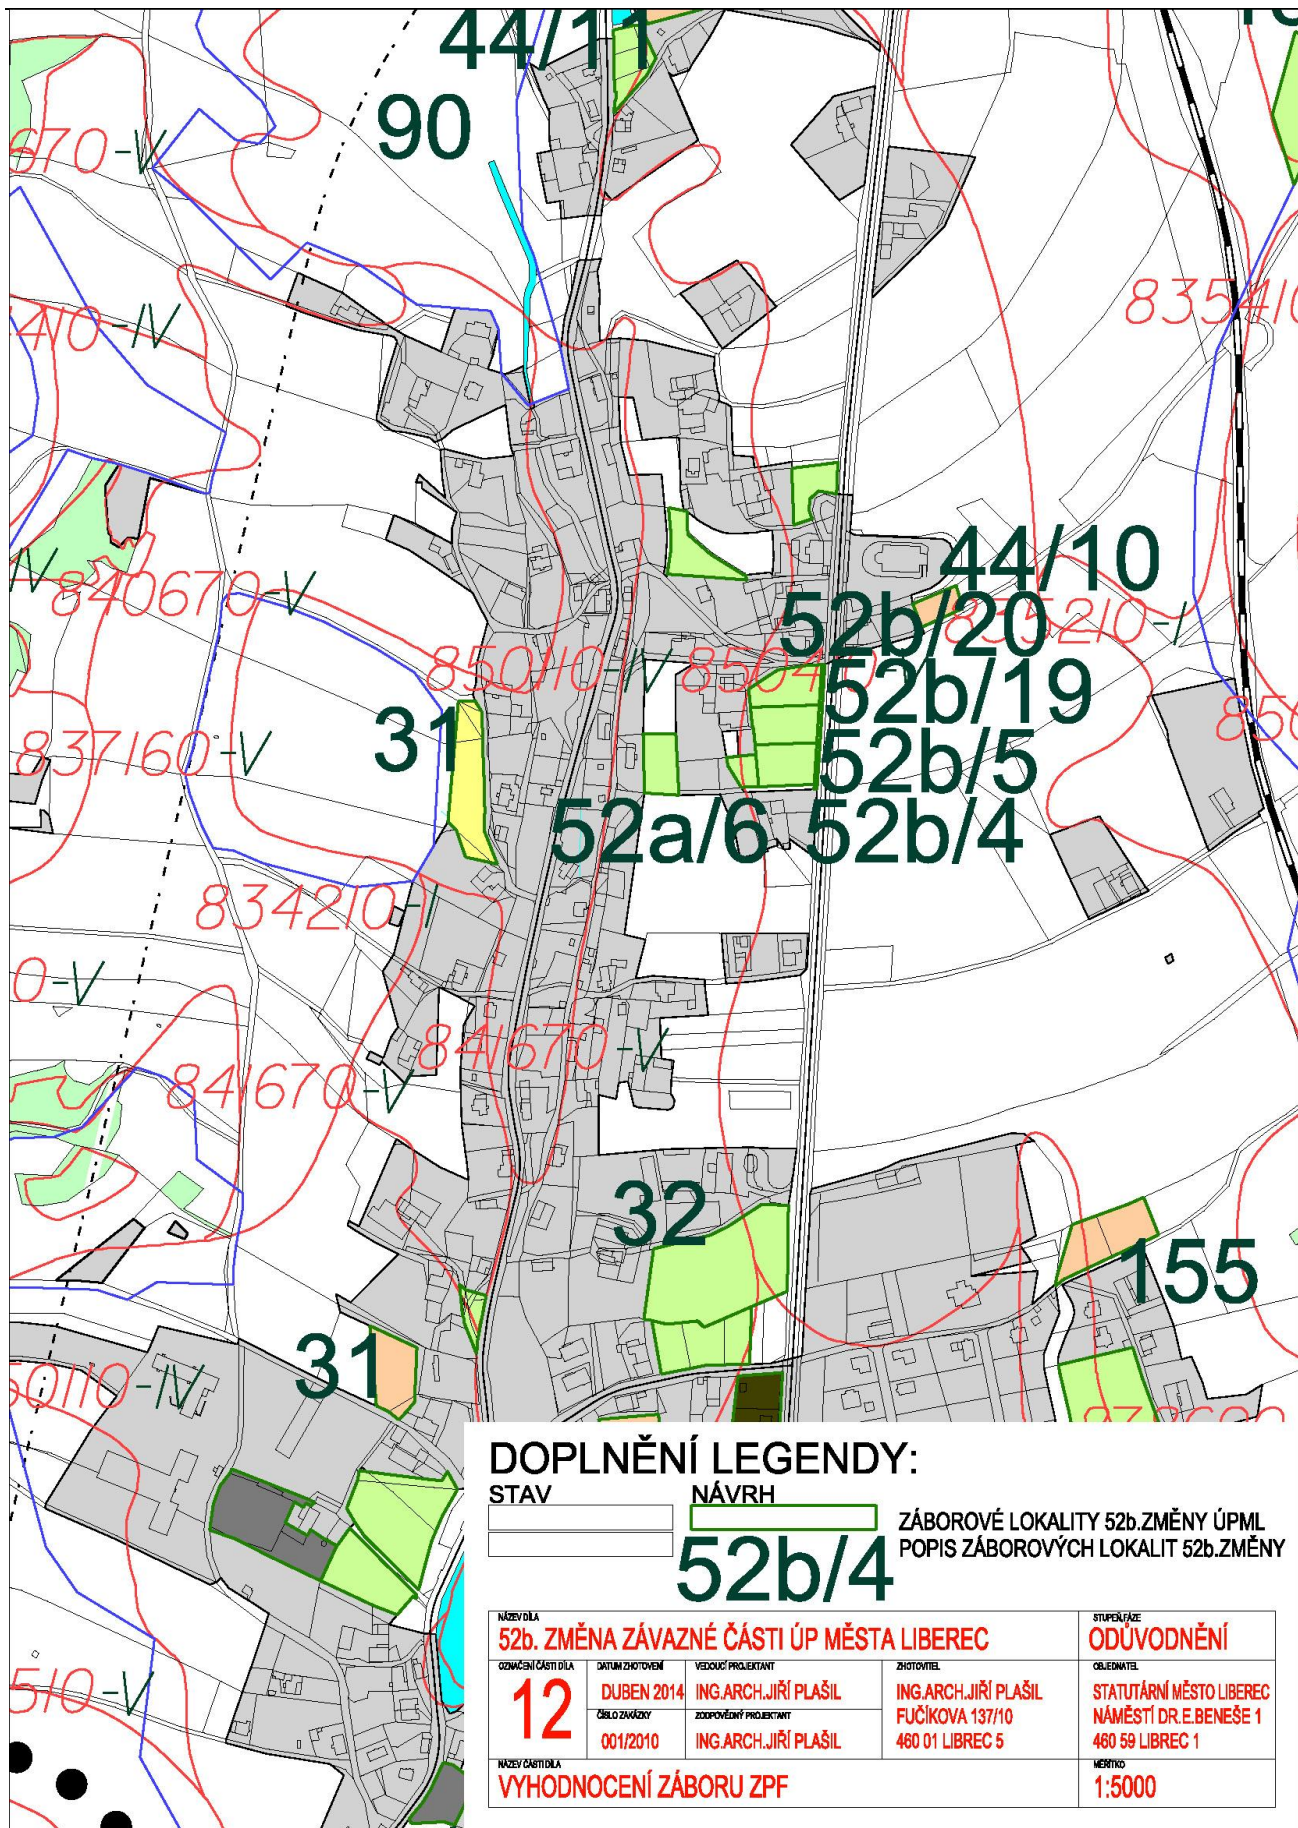 44/11
90
670-V
835410
410-IV
44/10
IV
840670-V
52b/20
835210-I
850110-IV
8504
52b/19
31
837160-V
52b/5
52a/6
52b/4
834210-I
0-V
841670-V
841670-V
32
155
31
50110-IV
510-V
DOPLNĚNÍ LEGENDY:
STAV
NÁVRH
ZÁBOROVÉ LOKALITY 52b.ZMĚNY ÚPML
52b/4
POPIS ZÁBOROVÝCH LOKALIT 52b.ZMĚNY
NÁZEV DÍLA
52b. ZMĚNA ZÁVAZNÉ ČÁSTI ÚP MĚSTA LIBEREC
STUPEŇ,FÁZE
ODŮVODNĚNÍ
OZNAČENÍ ČÁSTI DÍLA
12
DATUM ZHOTOVENÍ
DUBEN 2014
ČÍSLO ZAKÁZKY
001/2010
VEDOUCÍ PROJEKTANT
ING.ARCH.JIŘÍ PLAŠIL
ZODPOVĚDNÝ PROJEKTANT
ING.ARCH.JIŘÍ PLAŠIL
ZHOTOVITEL
ING.ARCH.JIŘÍ PLAŠIL
FUČÍKOVA 137/10
460 01 LIBREC 5
OBJEDNATEL
STATUTÁRNÍ MĚSTO LIBEREC
NÁMĚSTÍ DR.E.BENEŠE 1
460 59 LIBREC 1
NÁZEV ČÁSTI DÍLA
VYHODNOCENÍ ZÁBORU ZPF
MĚŘÍTKO
1:5000